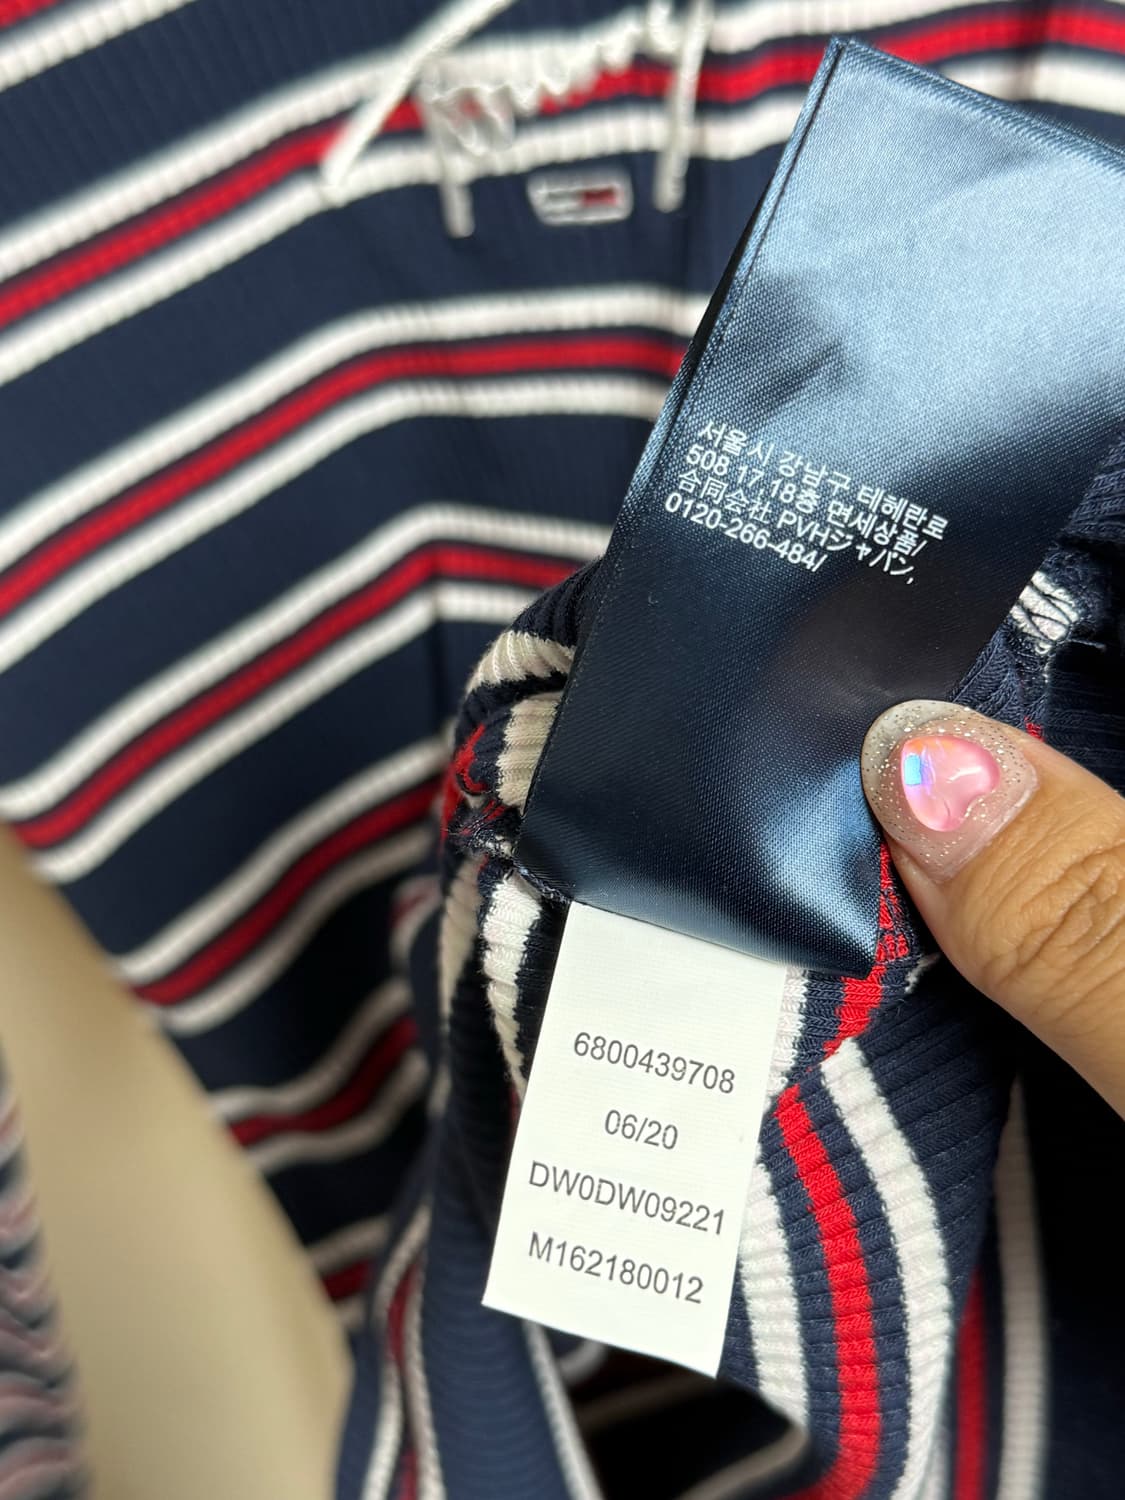 서울시 강남구 테헤란로
508 17,18층 면세상품/
合同会社 PVHジャパン,
0120-266-484/
6800439708
06/20
DW0DW09221
M162180012